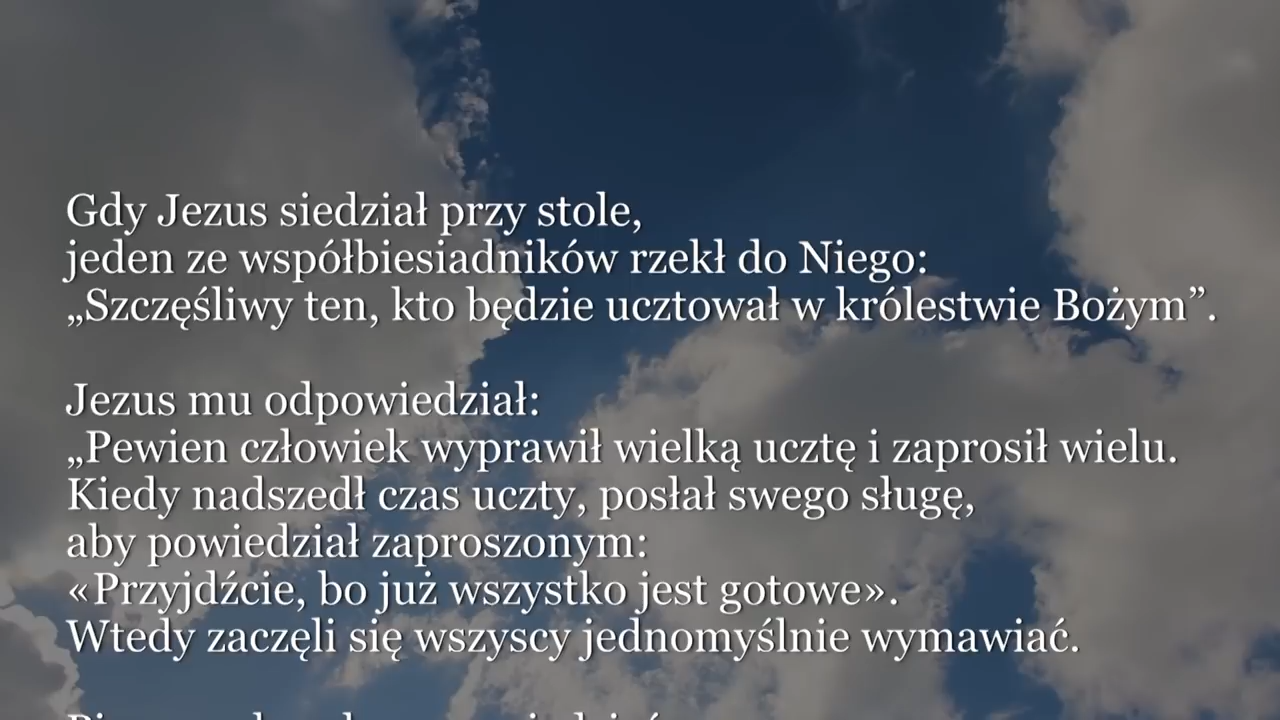 Gdy Jezus siedział przy stole,
jeden ze współbiesiadników rzekł do Niego:
„Szczęśliwy ten, kto będzie ucztował w królestwie Bożym”.
Jezus mu odpowiedział:
„Pewien człowiek wyprawił wielką ucztę i zaprosił wielu.
Kiedy nadszedł czas uczty, posłał swego sługę,
aby powiedział zaproszonym:
«Przyjdźcie, bo już wszystko jest gotowe».
Wtedy zaczęli się wszyscy jednomyślnie wymawiać.